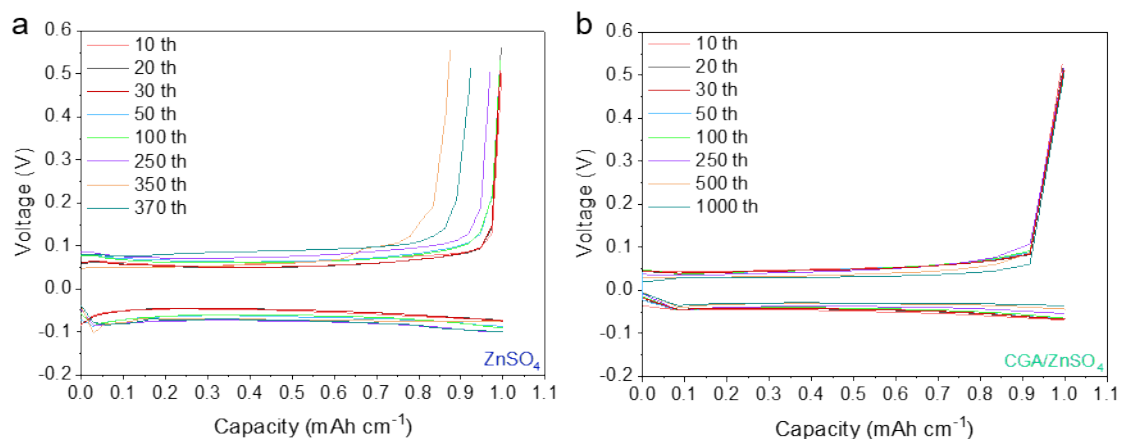 a
0.6
0.5
0.4
0.3
0.2
0.1
0.0
-0.1
-0.2
Voltage (V)
10 th
20 th
30 th
50 th
100 th
250 th
350 th
370 th
ZnSO4
0.0 0.1 0.2 0.3 0.4 0.5 0.6 0.7 0.8 0.9 1.0 1.1
Capacity (mAh cm⁻¹)
b
0.6
0.5
0.4
0.3
0.2
0.1
0.0
-0.1
-0.2
Voltage (V)
10 th
20 th
30 th
50 th
100 th
250 th
500 th
1000 th
CGA/ZnSO4
0.0 0.1 0.2 0.3 0.4 0.5 0.6 0.7 0.8 0.9 1.0 1.1
Capacity (mAh cm⁻¹)